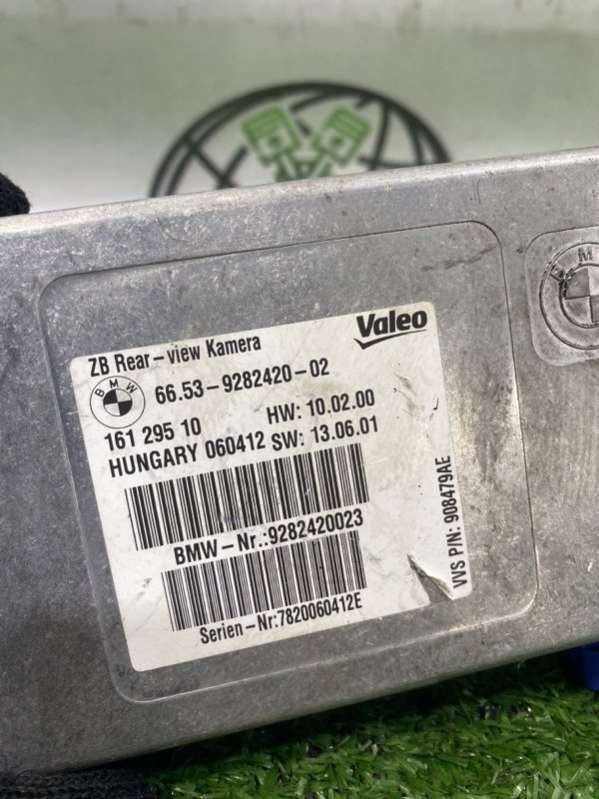 Valeo
ZB Rear-view Kamera
BMW
66.53-9282420-02
161 295 10 HW: 10.02.00
HUNGARY 060412 SW: 13.06.01
BMW-Nr.:9282420023
Serien-Nr:7820060412E
VVS P/N: 908479AE
BM